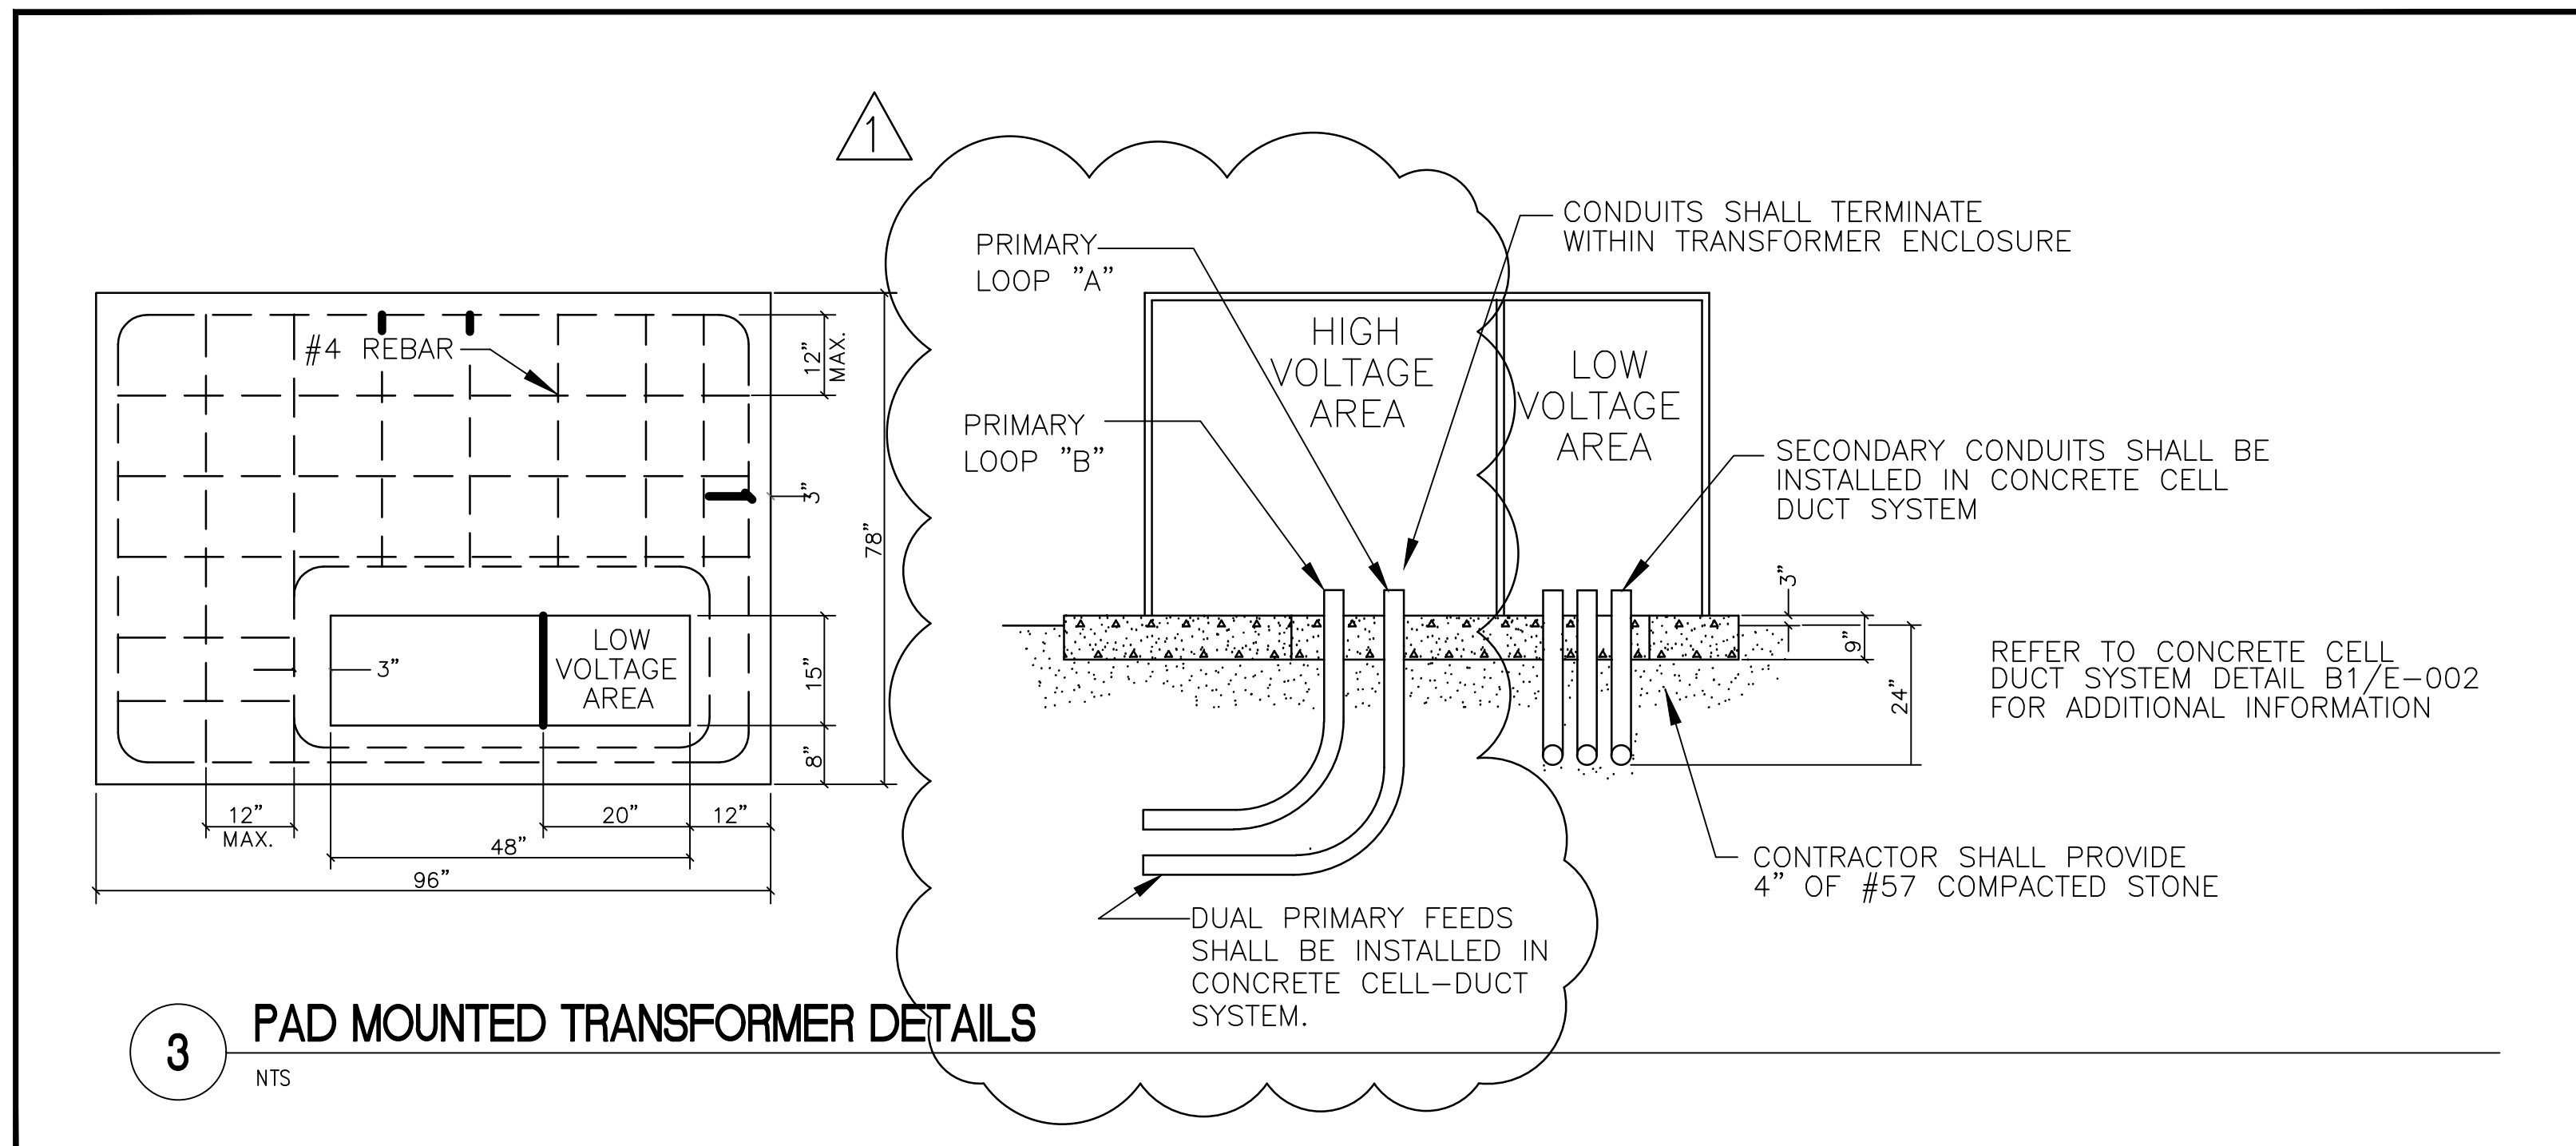 1
#4 REBAR
12”
MAX.
3”
78”
LOW
VOLTAGE
AREA
3”
15”
8”
12”
MAX.
20”
12”
48”
96”
PRIMARY
LOOP ”A”
PRIMARY
LOOP ”B”
HIGH
VOLTAGE
AREA
LOW
VOLTAGE
AREA
CONDUITS SHALL TERMINATE
WITHIN TRANSFORMER ENCLOSURE
SECONDARY CONDUITS SHALL BE
INSTALLED IN CONCRETE CELL
DUCT SYSTEM
3”
9”
24”
REFER TO CONCRETE CELL
DUCT SYSTEM DETAIL B1/E-002
FOR ADDITIONAL INFORMATION
CONTRACTOR SHALL PROVIDE
4” OF #57 COMPACTED STONE
DUAL PRIMARY FEEDS
SHALL BE INSTALLED IN
CONCRETE CELL-DUCT
SYSTEM.
3
PAD MOUNTED TRANSFORMER DETAILS
NTS